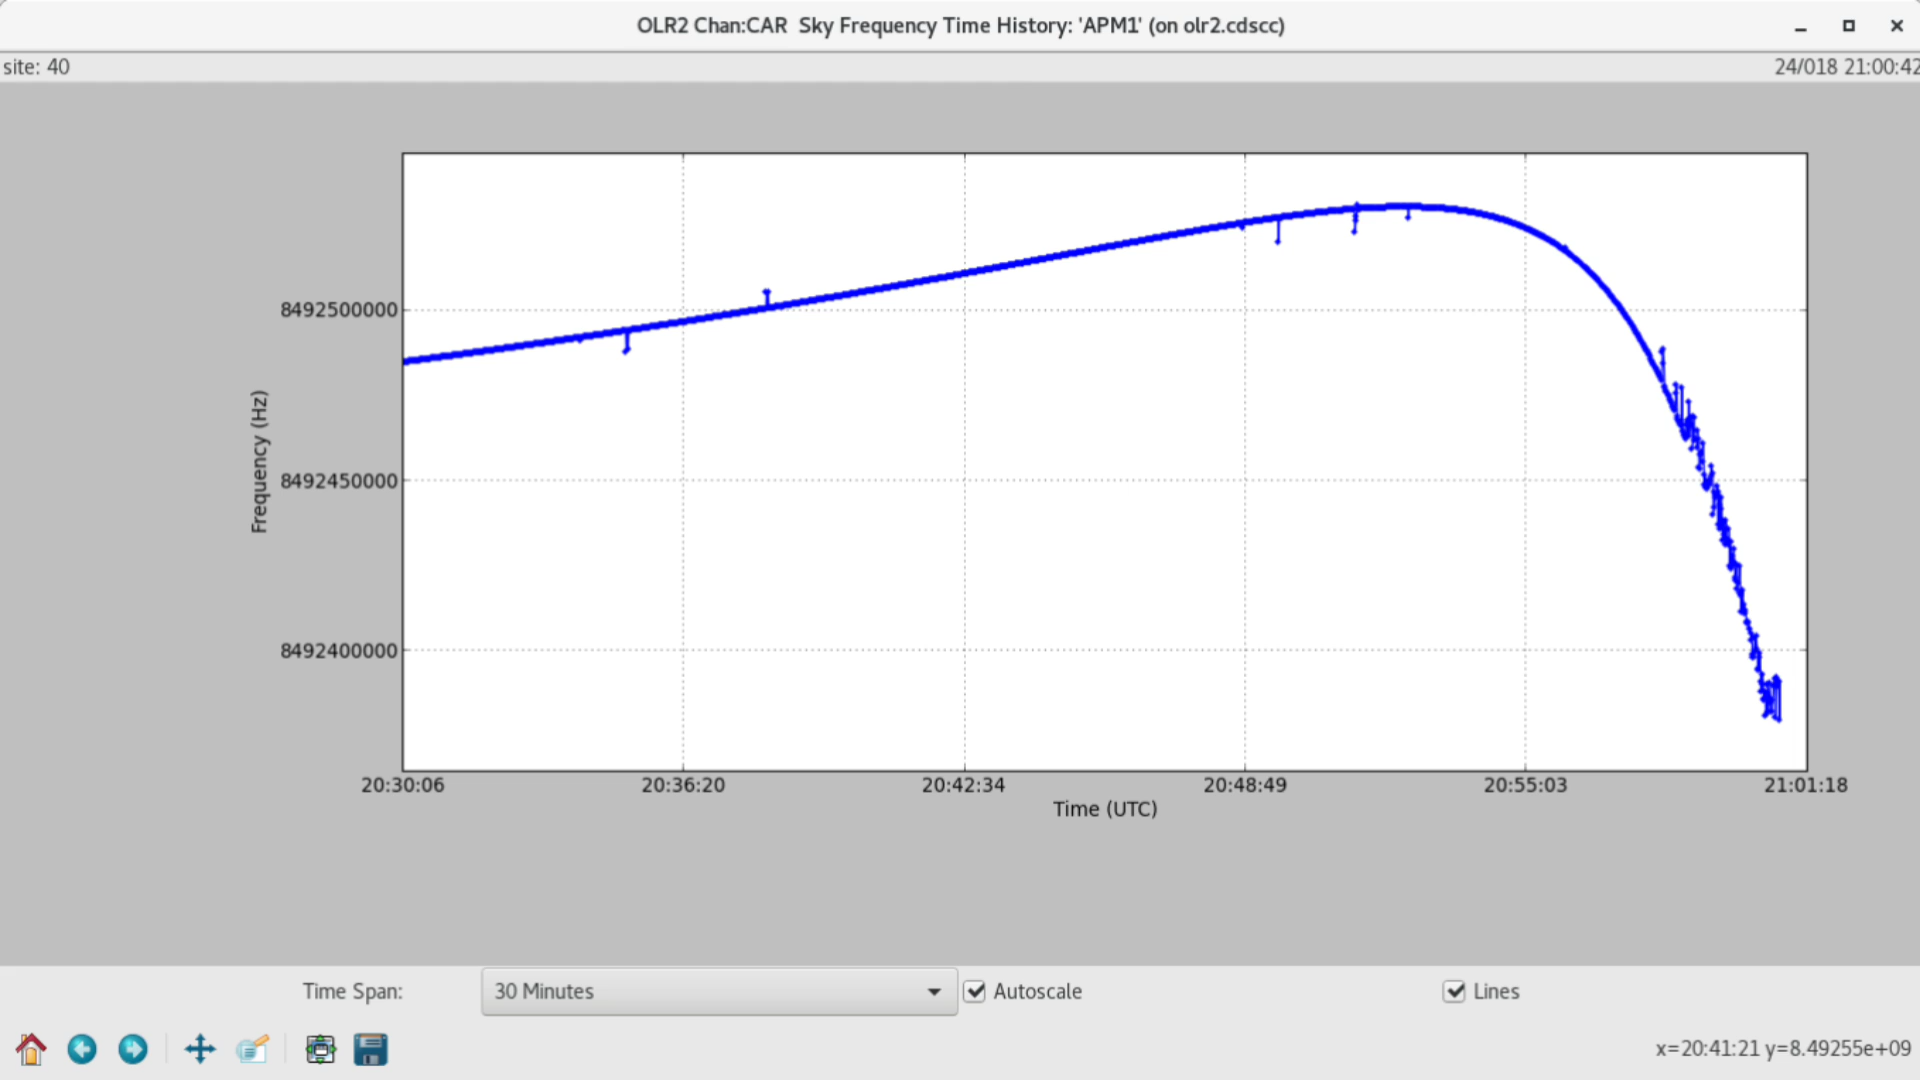 OLR2 Chan:CAR  Sky Frequency Time History: 'APM1' (on olr2.cdscc)
site: 40
24/018 21:00:42
8492500000
8492450000
8492400000
Frequency (Hz)
20:30:06 20:36:20 20:42:34 20:48:49 20:55:03 21:01:18
Time (UTC)
Time Span: 30 Minutes Autoscale Lines
x=20:41:21 y=8.49255e+09